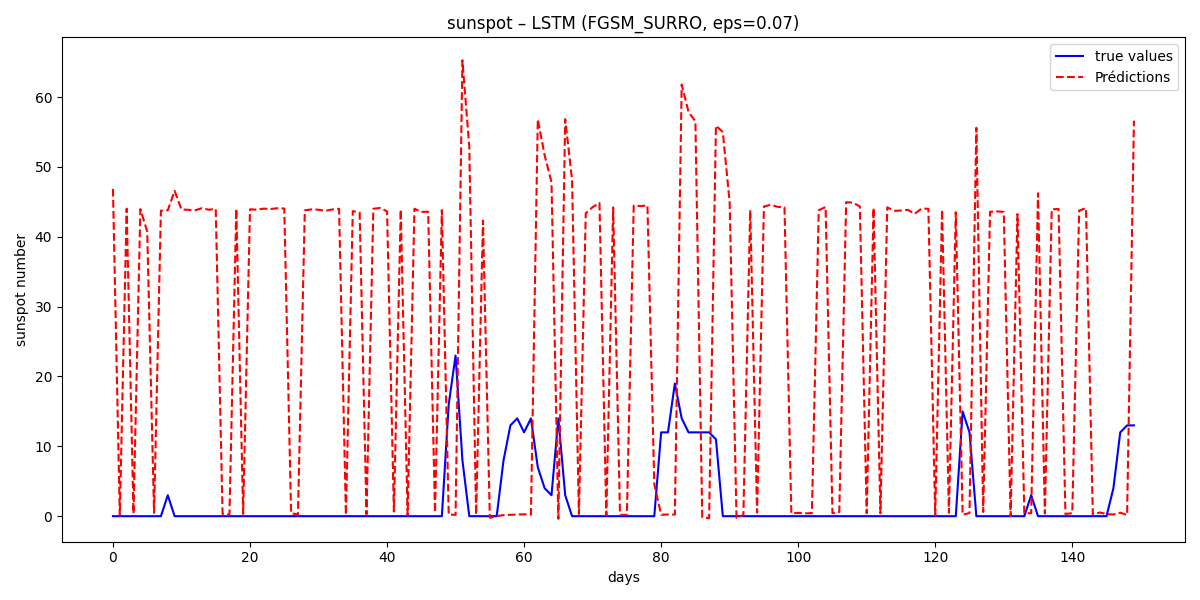 sunspot – LSTM (FGSM_SURRO, eps=0.07)
true values
Prédictions
sunspot number
60
50
40
30
20
10
0
0 20 40 60 80 100 120 140
days